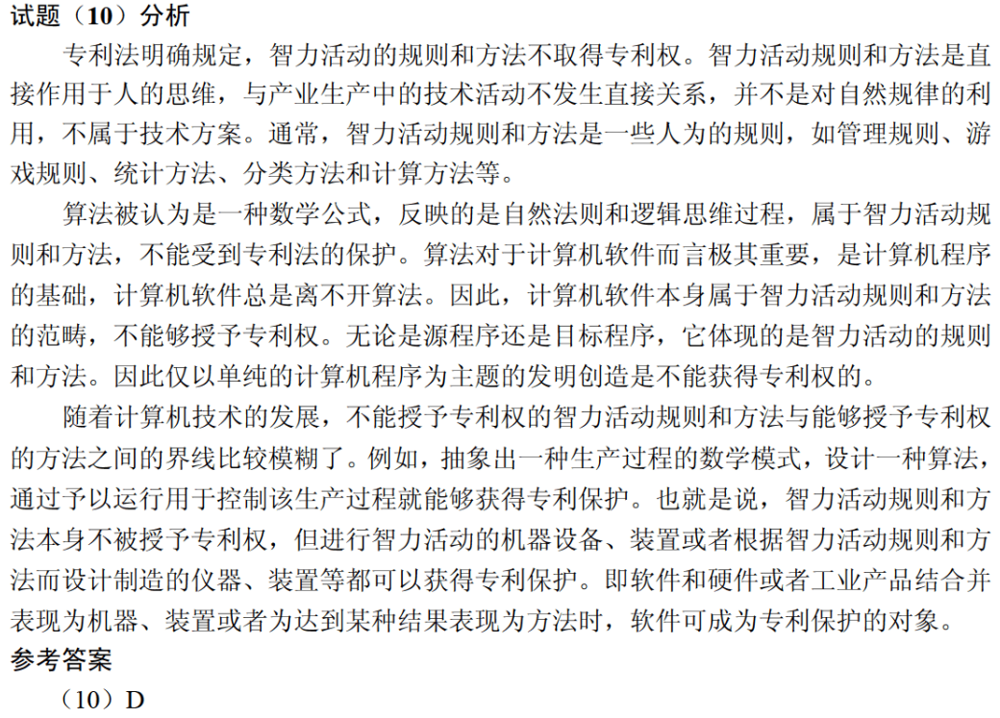 试题（10）分析
专利法明确规定，智力活动的规则和方法不取得专利权。智力活动规则和方法是直
接作用于人的思维，与产业生产中的技术活动不发生直接关系，并不是对自然规律的利
用，不属于技术方案。通常，智力活动规则和方法是一些人为的规则，如管理规则、游
戏规则、统计方法、分类方法和计算方法等。
算法被认为是一种数学公式，反映的是自然法则和逻辑思维过程，属于智力活动规
则和方法，不能受到专利法的保护。算法对于计算机软件而言极其重要，是计算机程序
的基础，计算机软件总是离不开算法。因此，计算机软件本身属于智力活动规则和方法
的范畴，不能够授予专利权。无论是源程序还是目标程序，它体现的是智力活动的规则
和方法。因此仅以单纯的计算机程序为主题的发明创造是不能获得专利权的。
随着计算机技术的发展，不能授予专利权的智力活动规则和方法与能够授予专利权
的方法之间的界线比较模糊了。例如，抽象出一种生产过程的数学模式，设计一种算法，
通过予以运行用于控制该生产过程就能够获得专利保护。也就是说，智力活动规则和方
法本身不被授予专利权，但进行智力活动的机器设备、装置或者根据智力活动规则和方
法而设计制造的仪器、装置等都可以获得专利保护。即软件和硬件或者工业产品结合并
表现为机器、装置或者为达到某种结果表现为方法时，软件可成为专利保护的对象。
参考答案
（10）D